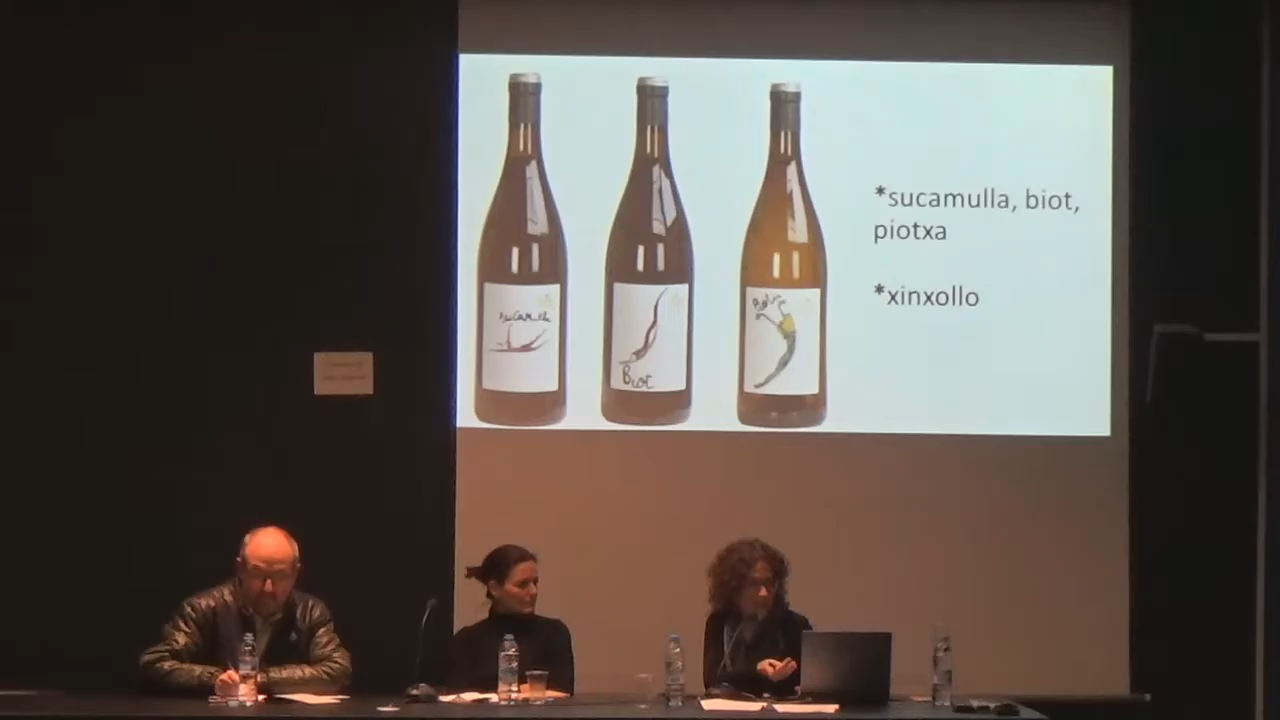 *sucamulla, biot,
piotxa
*xinxollo
Sucamulla
Biot